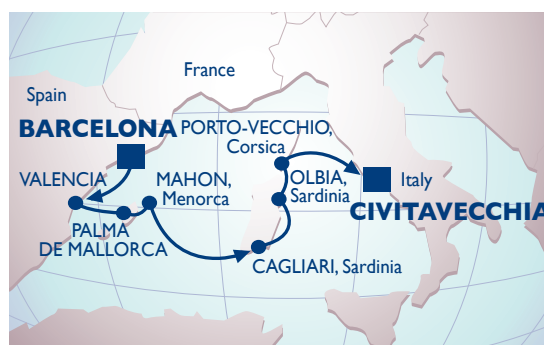 France
Spain
BARCELONA
PORTO-VECCHIO,
Corsica
VALENCIA
MAHON,
Menorca
OLBIA,
Sardinia
Italy
CIVITAVECCHIA
PALMA
DE MALLORCA
CAGLIARI, Sardinia